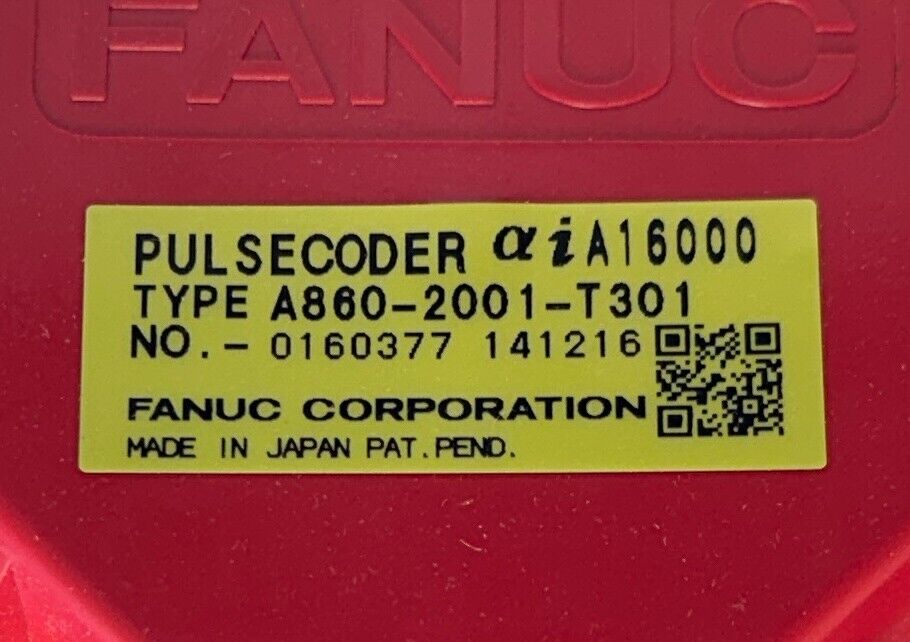 FANUC
PULSECODER αiA16000
TYPE A860-2001-T301
NO.- 0160377 141216
FANUC CORPORATION
MADE IN JAPAN PAT.PEND.